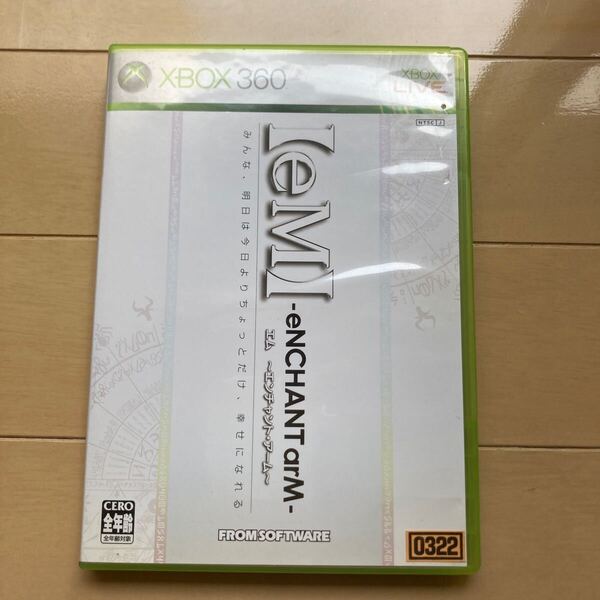 XBOX 360
XBOX
LIVE
NTSC J
【eM】
-eNCHANT arM-
エム ～エンチャント・アーム～
みんな、明日は今日よりちょっとだけ、幸せになれる
CERO
全年齢
全年齢対象
FROMSOFTWARE
0322